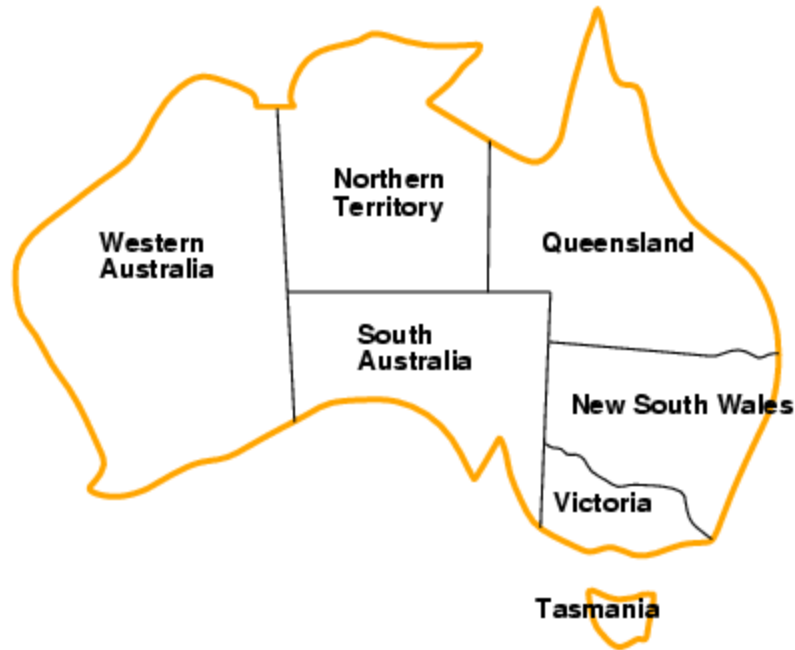 Northern
Territory
Western
Australia
Queensland
South
Australia
New South Wales
Victoria
Tasmania